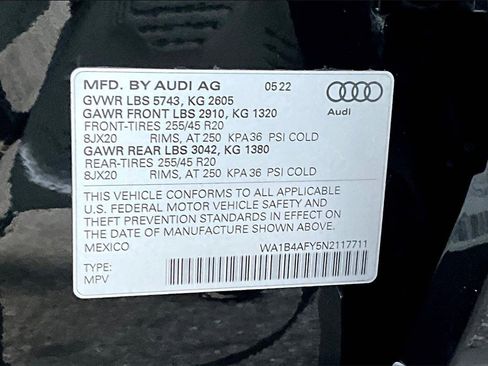 MFD. BY AUDI AG 05 22
GVWR LBS 5743, KG 2605
GAWR FRONT LBS 2910, KG 1320
FRONT-TIRES 255/45 R20
8JX20 RIMS, AT 250 KPA 36 PSI COLD
GAWR REAR LBS 3042, KG 1380
REAR-TIRES 255/45 R20
8JX20 RIMS, AT 250 KPA 36 PSI COLD
Audi
THIS VEHICLE CONFORMS TO ALL APPLICABLE
U.S. FEDERAL MOTOR VEHICLE SAFETY AND
THEFT PREVENTION STANDARDS IN EFFECT ON
THE DATE OF MANUFACTURE SHOWN ABOVE.
MEXICO WA1B4AFY5N2117711
TYPE:
MPV